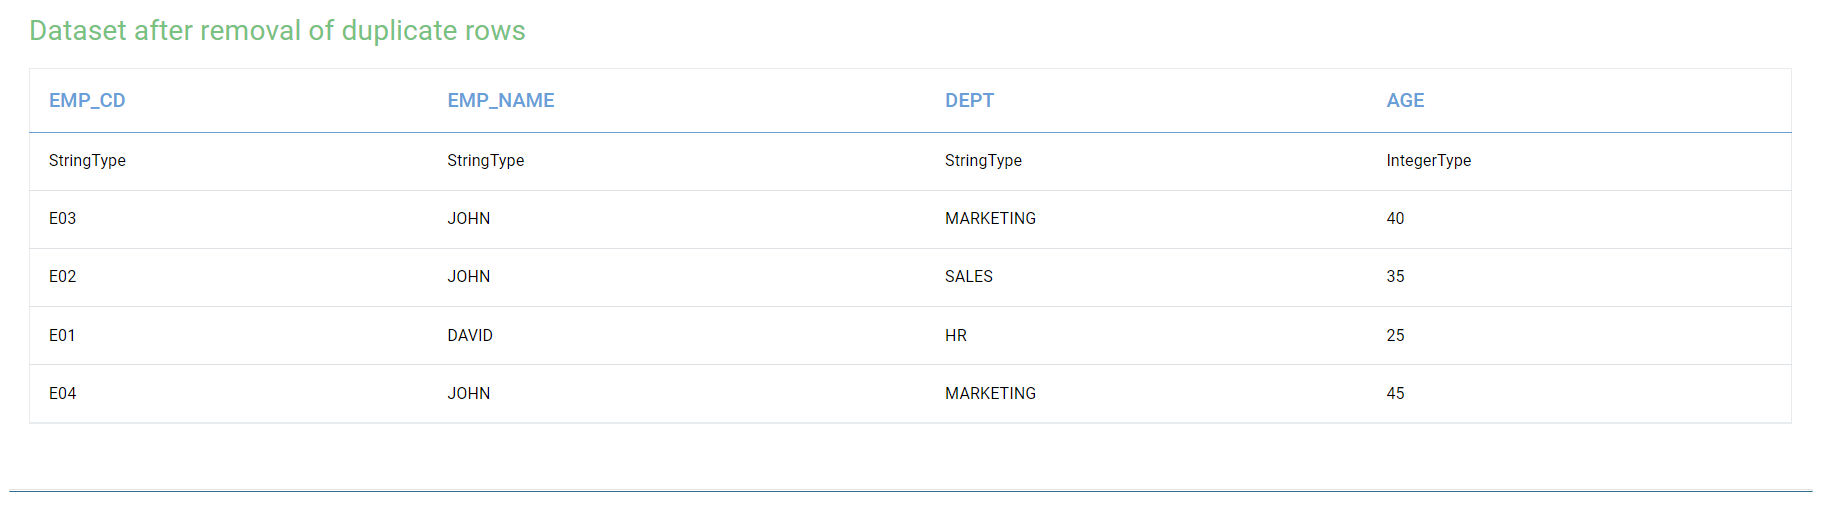 Dataset after removal of duplicate rows
EMP_CD EMP_NAME DEPT AGE
StringType StringType StringType IntegerType
E03 JOHN MARKETING 40
E02 JOHN SALES 35
E01 DAVID HR 25
E04 JOHN MARKETING 45